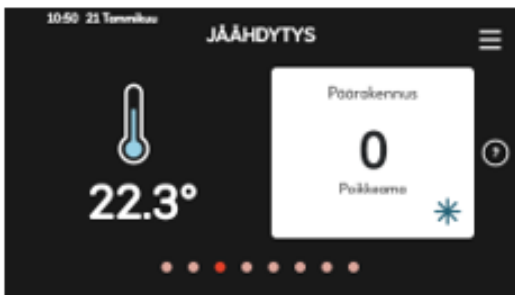 10:50 21 Tammikuu
JÄÄHDYTYS
Päärakennus
0
Poikkeama
22.3°
?